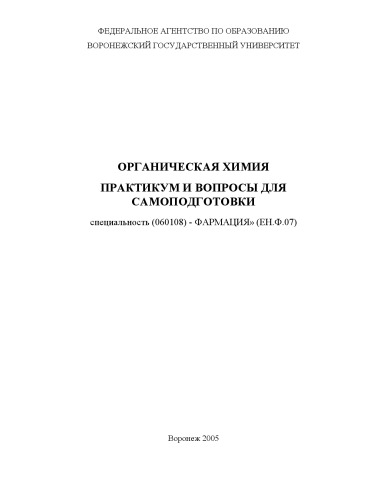 ФЕДЕРАЛЬНОЕ АГЕНТСТВО ПО ОБРАЗОВАНИЮ
ВОРОНЕЖСКИЙ ГОСУДАРСТВЕННЫЙ УНИВЕРСИТЕТ
ОРГАНИЧЕСКАЯ ХИМИЯ
ПРАКТИКУМ И ВОПРОСЫ ДЛЯ
САМОПОДГОТОВКИ
специальность (060108) - ФАРМАЦИЯ» (ЕН.Ф.07)
Воронеж 2005